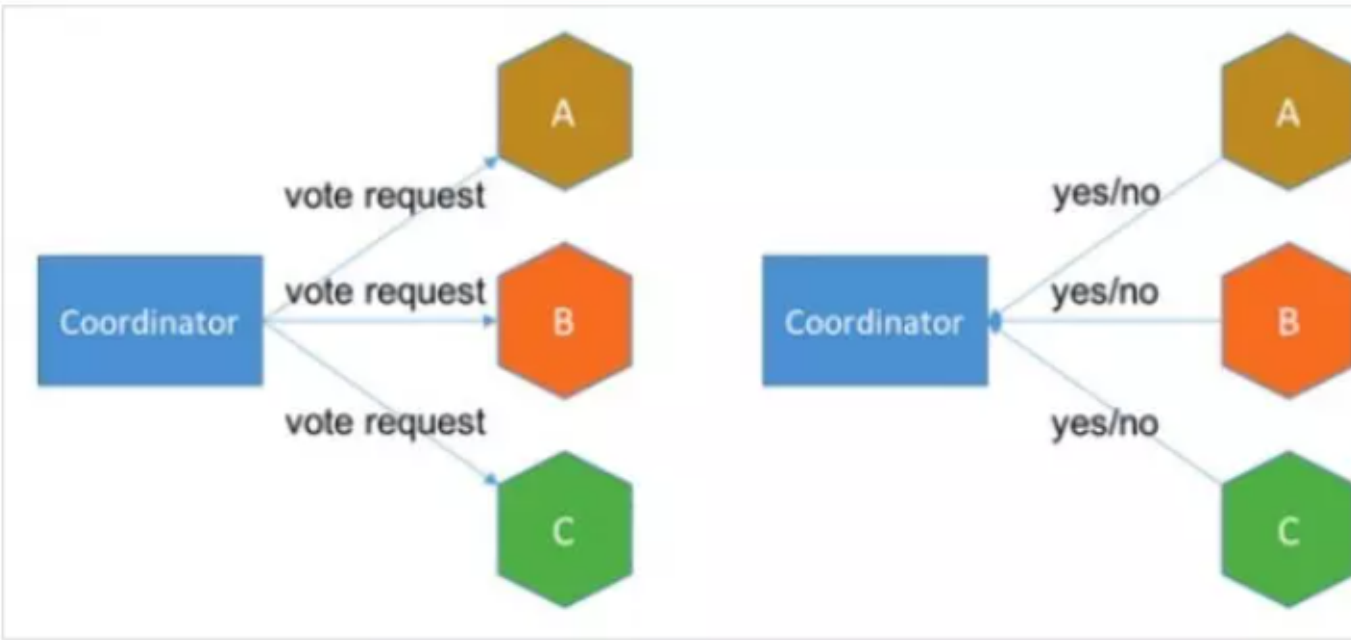 A
vote request
vote request
Coordinator
B
vote request
C
A
yes/no
yes/no
Coordinator
B
yes/no
C